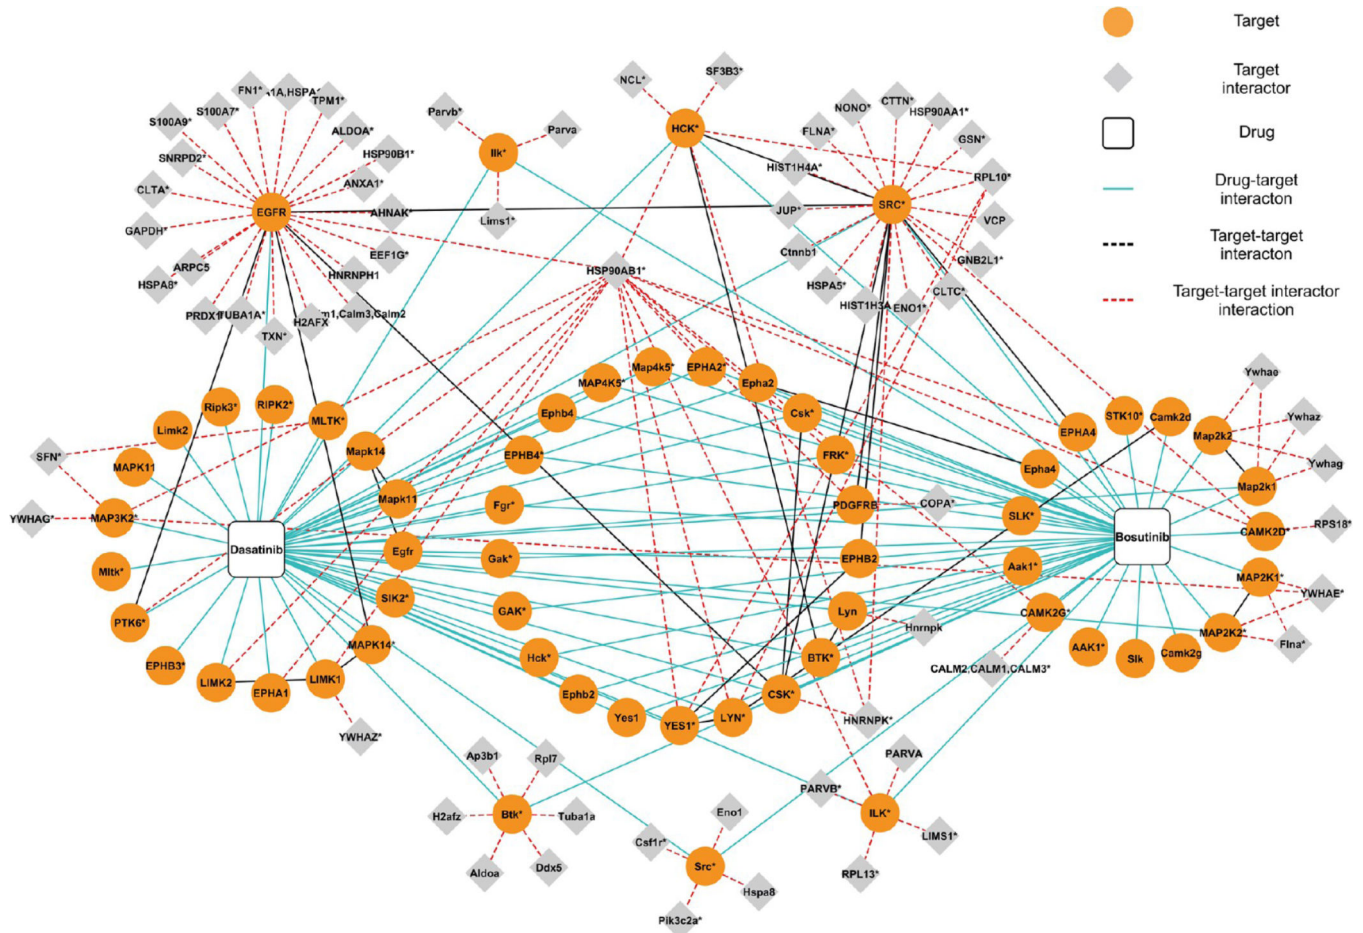 Target
Target
interactor
Drug
Drug-target
interacton
Target-target
interacton
Target-target interactor
interaction
FN1*
\1A,HSPA'
TPM1*
S100A7*
S100A9*
ALDOA*
SNRPD2*
HSP90B1*
CLTA*
ANXA1*
EGFR
AHNAK*
GAPDH*
EEF1G*
ARPC5
HNRNPH1
HSPA8*
PRDX1
TUBA1A*
H2AFX
m1,Calm3,Calm2
TXN*
Parvb*
Parva
Ilk*
Lims1*
NCL*
SF3B3*
HCK*
HSP90AB1*
NONO*
CTTN*
HSP90AA1*
FLNA*
GSN*
HIST1H4A*
RPL10*
JUP*
SRC*
VCP
Ctnnb1
GNB2L1*
HSPA5*
CLTC*
HIST1H3A
ENO1*
MAP4K5*
Map4k5*
EPHA2*
Epha2
Ephb4
Csk*
EPHB4*
FRK*
Fgr*
PDGFRB
COPA*
Gak*
EPHB2
GAK*
Lyn
Hnrnpk
Hck*
BTK*
Ephb2
CSK*
Yes1
YES1*
LYN*
HNRNPK*
Limk2
Ripk3*
RIPK2*
MLTK*
MAPK11
Mapk14
SFN*
Mapk11
YWHAG*
MAP3K2*
Dasatinib
Egfr
Mltk*
SIK2*
PTK6*
MAPK14*
EPHB3*
LIMK2
EPHA1
LIMK1
YWHAZ*
EPHA4
STK10*
Camk2d
Ywhae
Map2k2
Ywhaz
Epha4
Ywhag
Map2k1
SLK*
Bosutinib
CAMK2D*
RPS18*
Aak1*
MAP2K1*
YWHAE*
CAMK2G*
MAP2K2*
Flna*
AAK1*
Slk
Camk2g
CALM2,CALM1,CALM3*
Ap3b1
Rpl7
H2afz
Btk*
Tuba1a
Aldoa
Ddx5
Csf1r*
Eno1
Src*
Hspa8
Pik3c2a*
PARVA
PARVB*
ILK*
LIMS1*
RPL13*